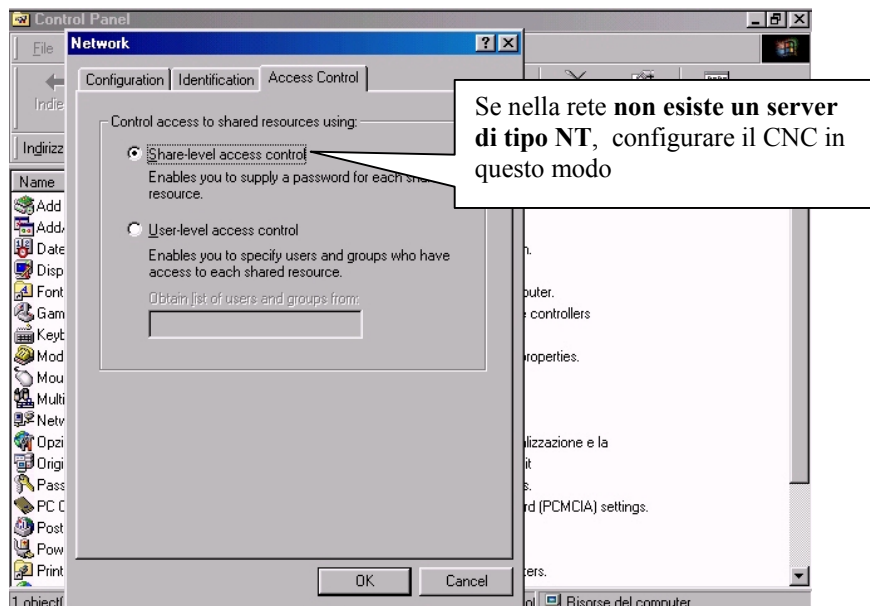 Control Panel
File
Network
Configuration
Identification
Access Control
Indie
Indirizz
Control access to shared resources using:
Share-level access control
Enables you to supply a password for each
resource.
User-level access control
Enables you to specify users and groups who have
access to each shared resource.
Obtain list of users and groups from:
Se nella rete non esiste un server
di tipo NT, configurare il CNC in
questo modo
Name
Add
Add/
Date
Disp
Font
Gam
Keyb
Mod
Mou
Multi
Netw
Opzi
Origi
Pass
PC C
Post
Pow
Print
n.
puter.
controllers
properties.
lizzazione e la
it
s.
rd (PCMCIA) settings.
ters.
OK
Cancel
1 object(
Risorse del computer